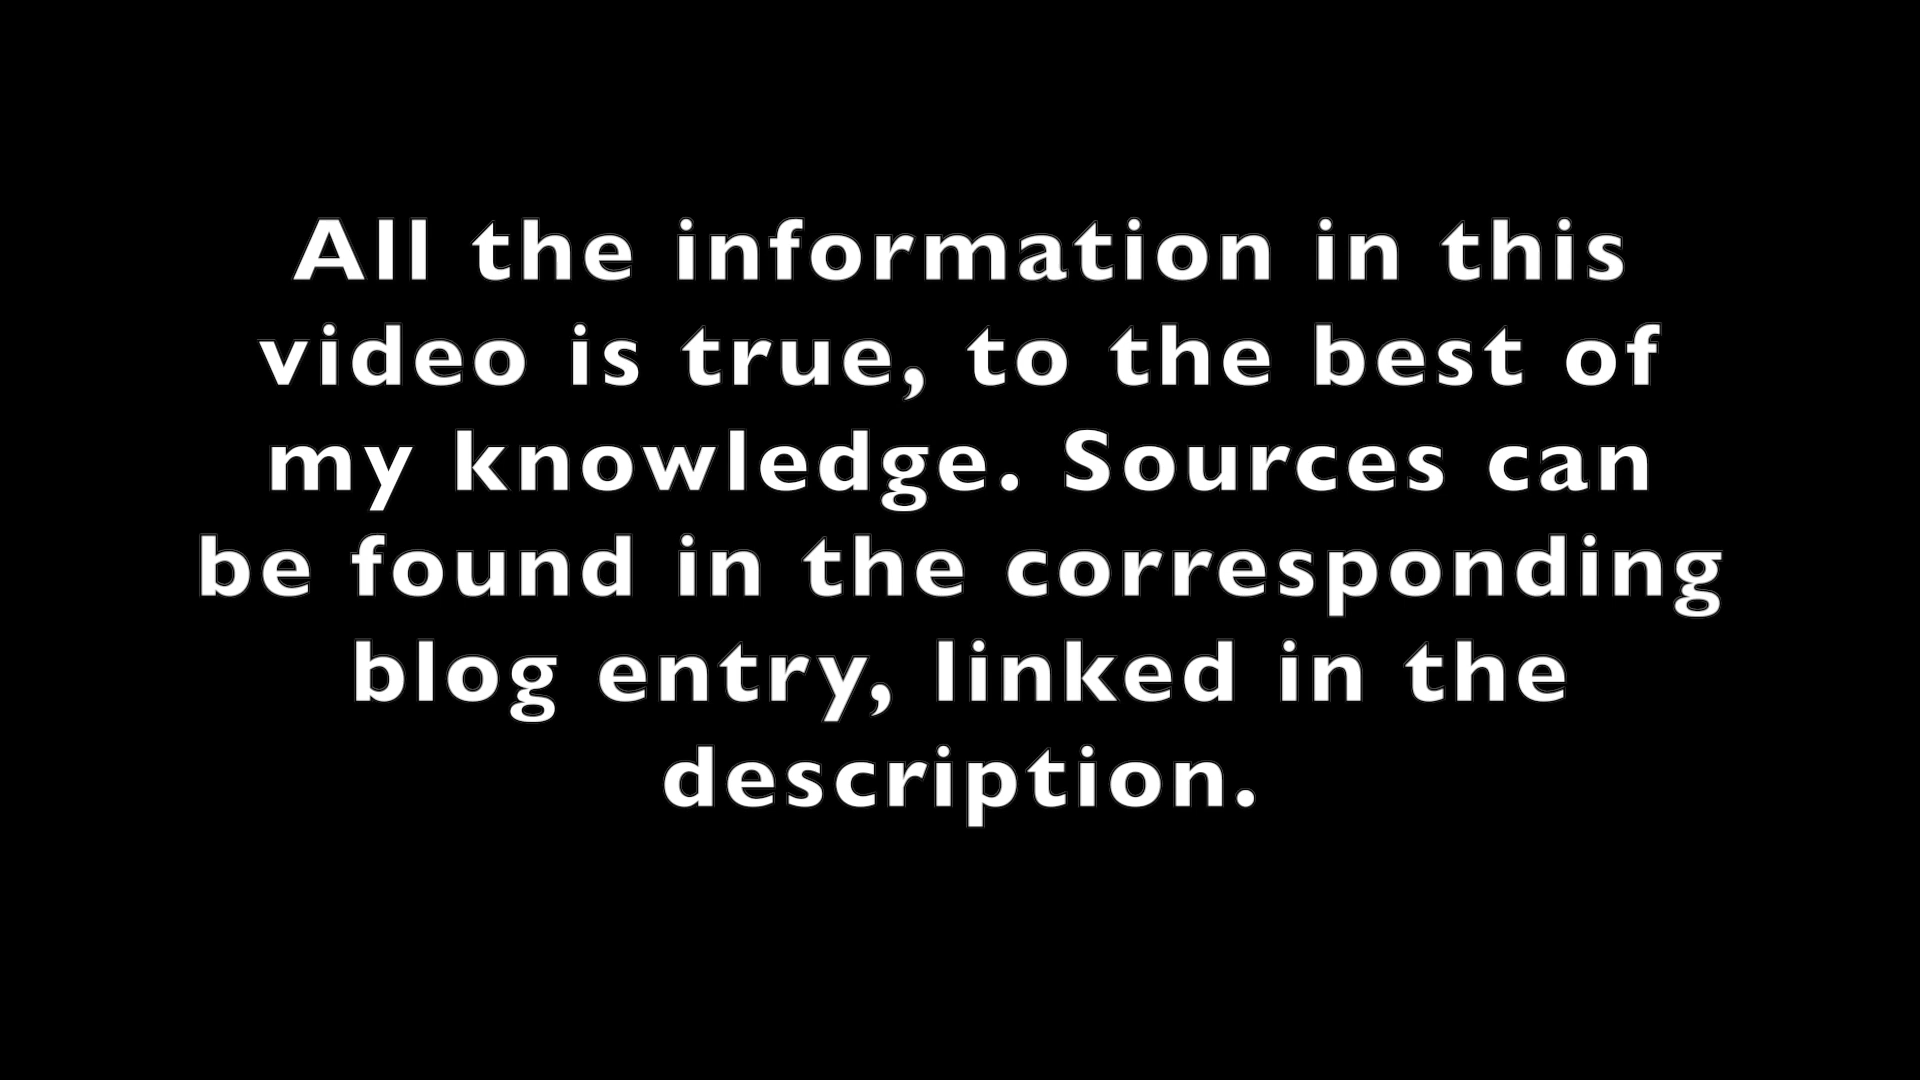 All the information in this
video is true, to the best of
my knowledge. Sources can
be found in the corresponding
blog entry, linked in the
description.